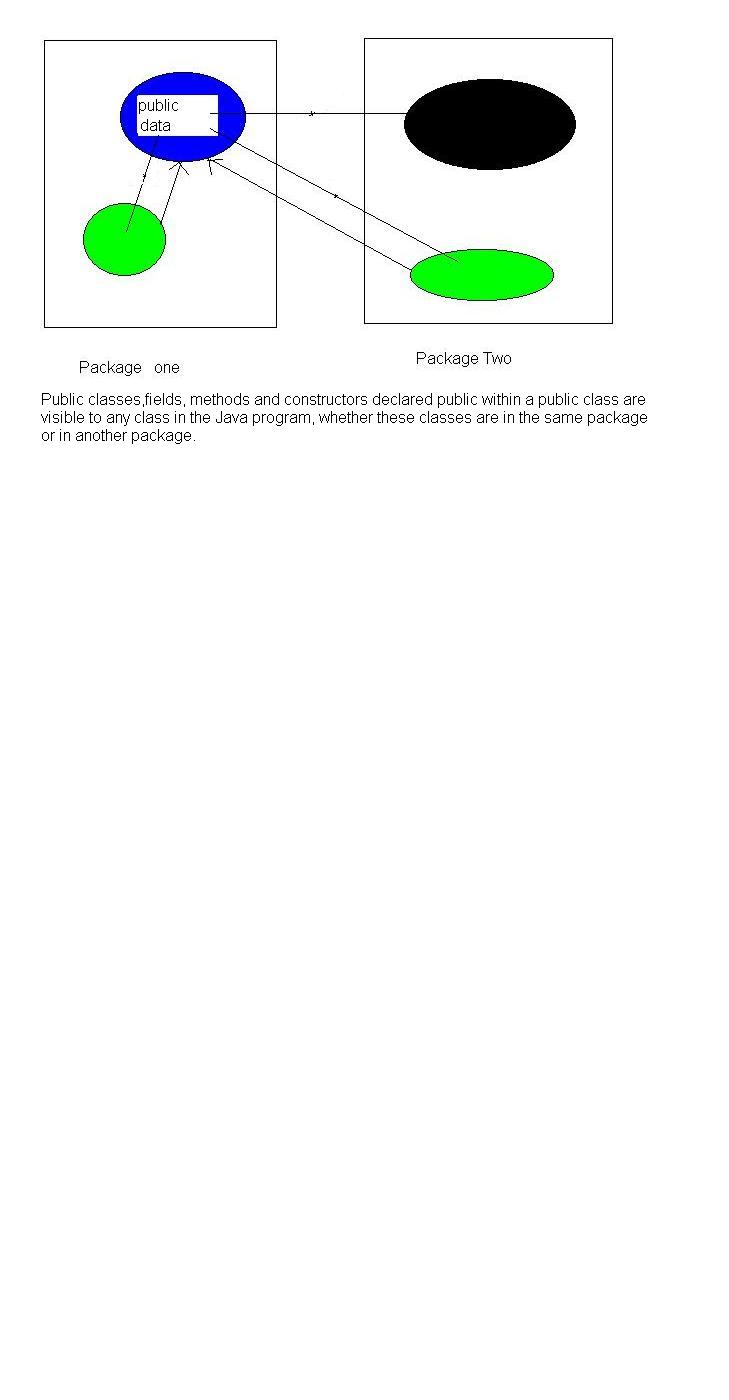 public
data
Package one
Package Two
Public classes,fields, methods and constructors declared public within a public class are
visible to any class in the Java program, whether these classes are in the same package
or in another package.